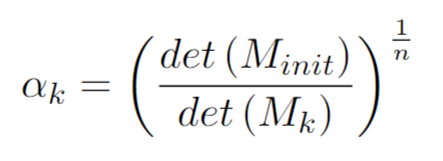 α_k = ( det (M_init) / det (M_k) )^(1/n)